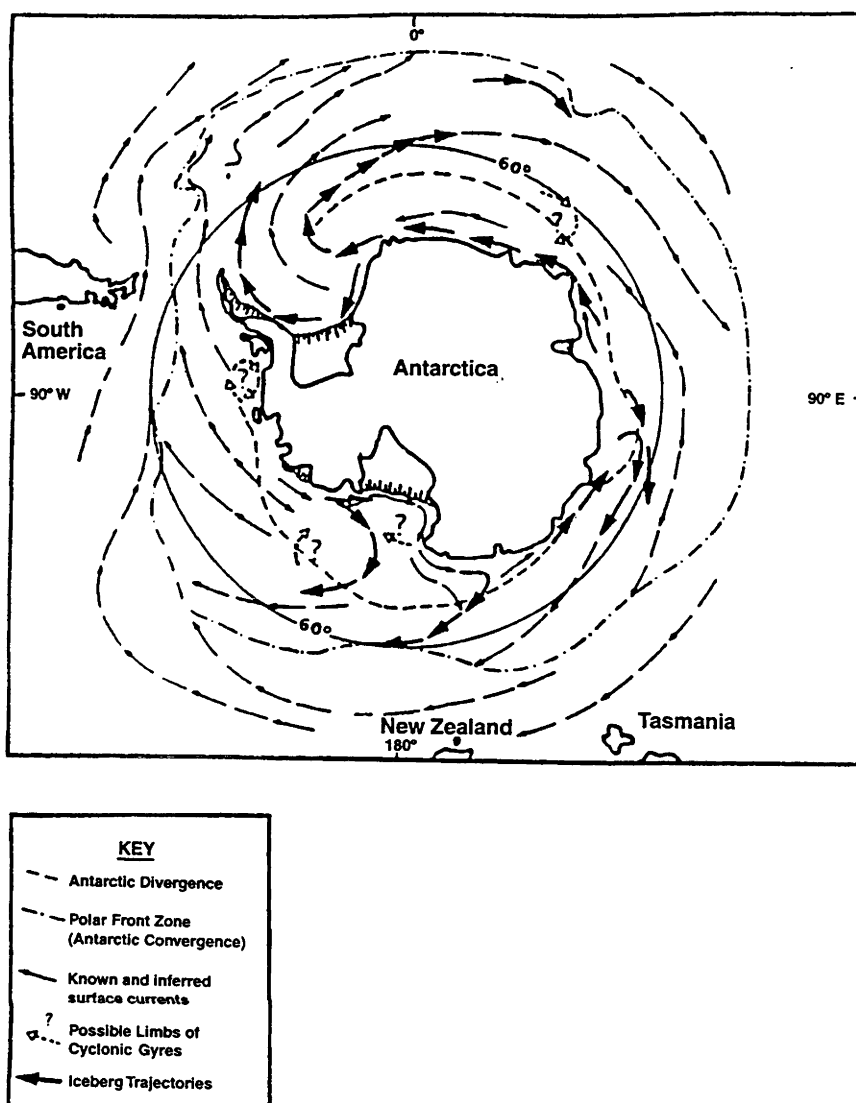 0°
60°
?
South
America
Antarctica
?
90° W
90° E
?
?
60°
New Zealand
Tasmania
180°
KEY
Antarctic Divergence
Polar Front Zone
(Antarctic Convergence)
Known and inferred
surface currents
?
Possible Limbs of
Cyclonic Gyres
Iceberg Trajectories